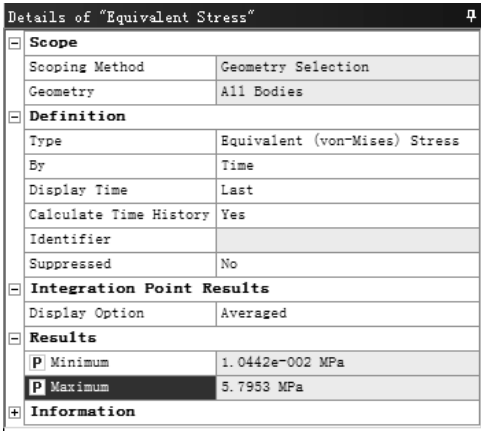 Details of "Equivalent Stress"
Scope
Scoping Method Geometry Selection
Geometry All Bodies
Definition
Type Equivalent (von-Mises) Stress
By Time
Display Time Last
Calculate Time History Yes
Identifier
Suppressed No
Integration Point Results
Display Option Averaged
Results
P Minimum 1.0442e-002 MPa
P Maximum 5.7953 MPa
Information